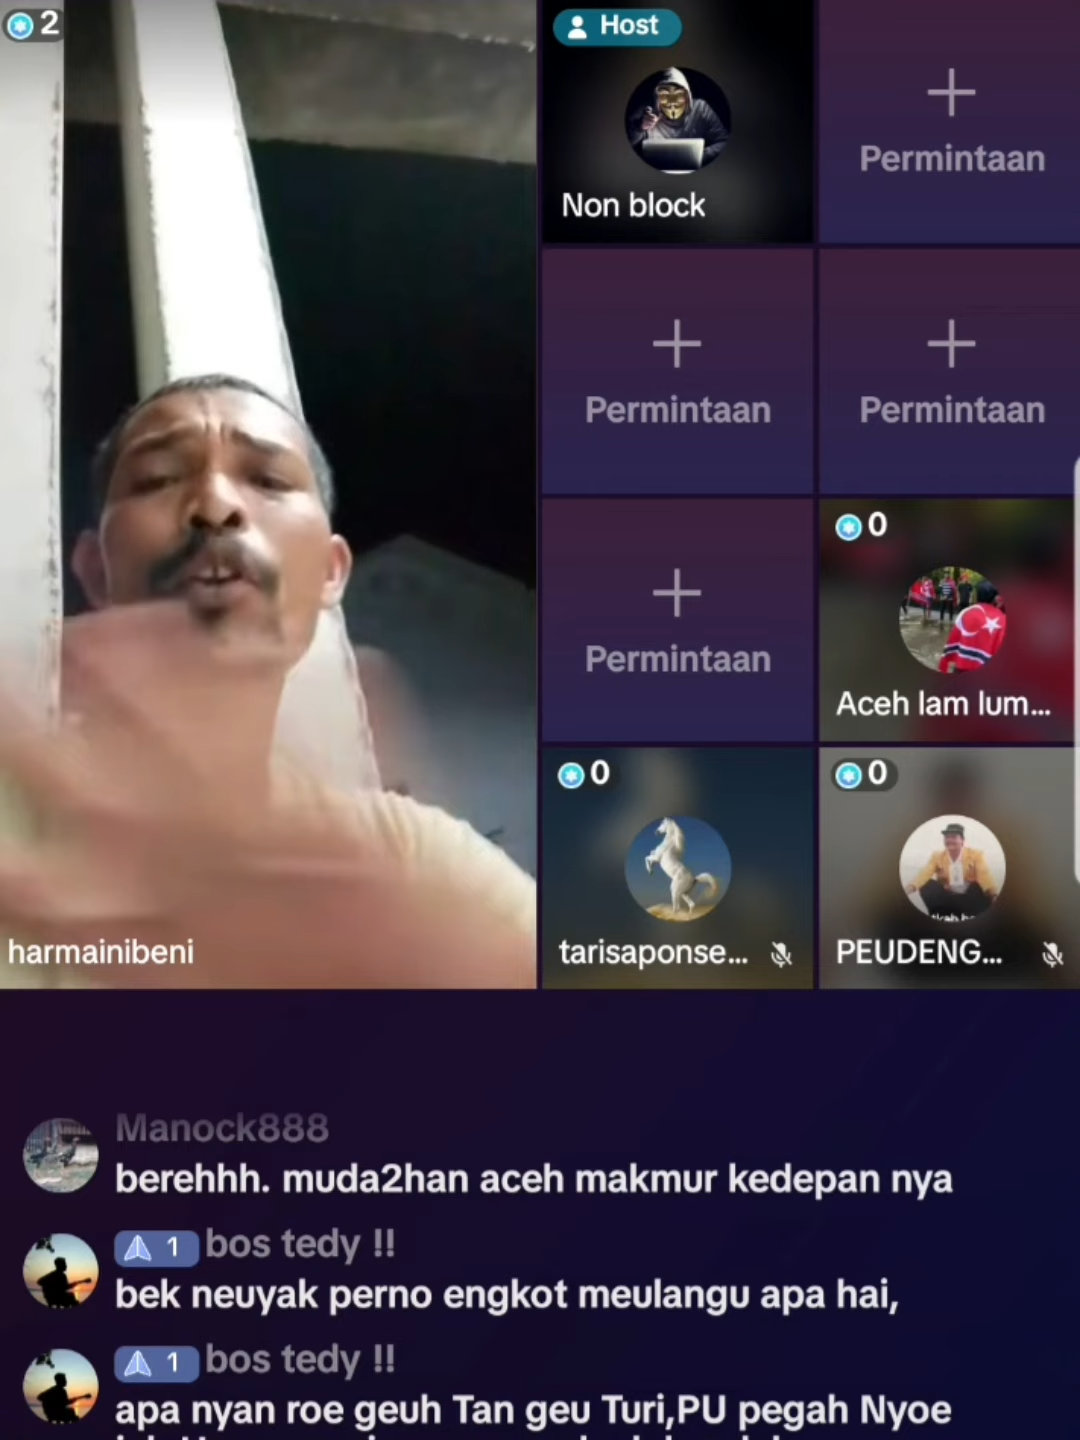 2
Host
Non block
Permintaan
Permintaan
Permintaan
Permintaan
0
Aceh lam lum...
0
tarisaponse...
0
PEUDENG...
harmainibeni
Manock888
berehhh. muda2han aceh makmur kedepan nya
1 bos tedy !!
bek neuyak perno engkot meulangu apa hai,
1 bos tedy !!
apa nyan roe geuh Tan geu Turi,PU pegah Nyoe